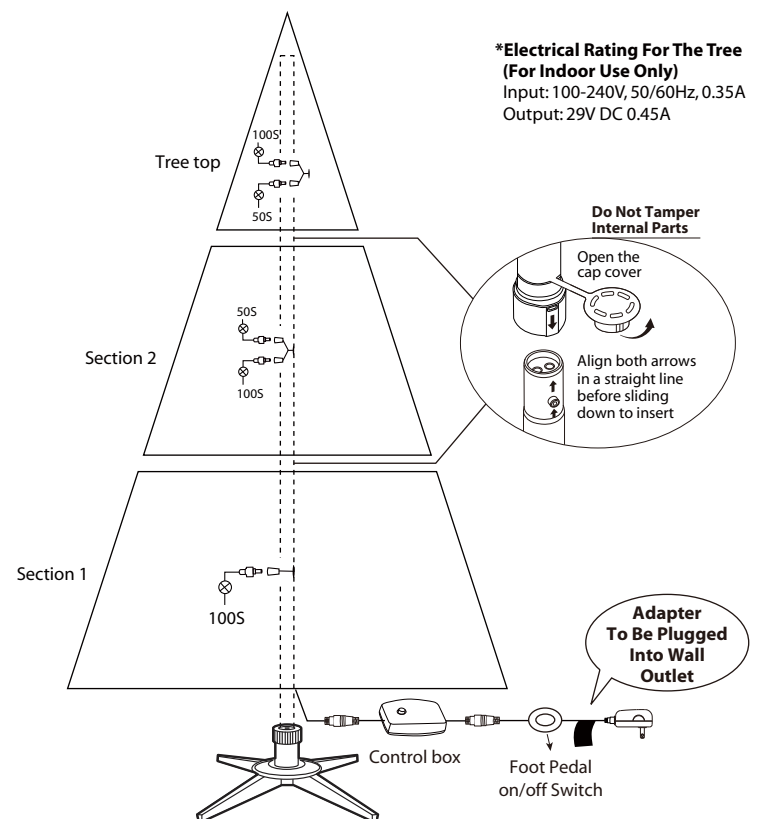 *Electrical Rating For The Tree
(For Indoor Use Only)
Input: 100-240V, 50/60Hz, 0.35A
Output: 29V DC 0.45A
100S
Tree top
50S
Do Not Tamper
Internal Parts
Open the
cap cover
50S
Section 2
100S
Align both arrows
in a straight line
before sliding
down to insert
Section 1
100S
Adapter
To Be Plugged
Into Wall
Outlet
Control box
Foot Pedal
on/off Switch